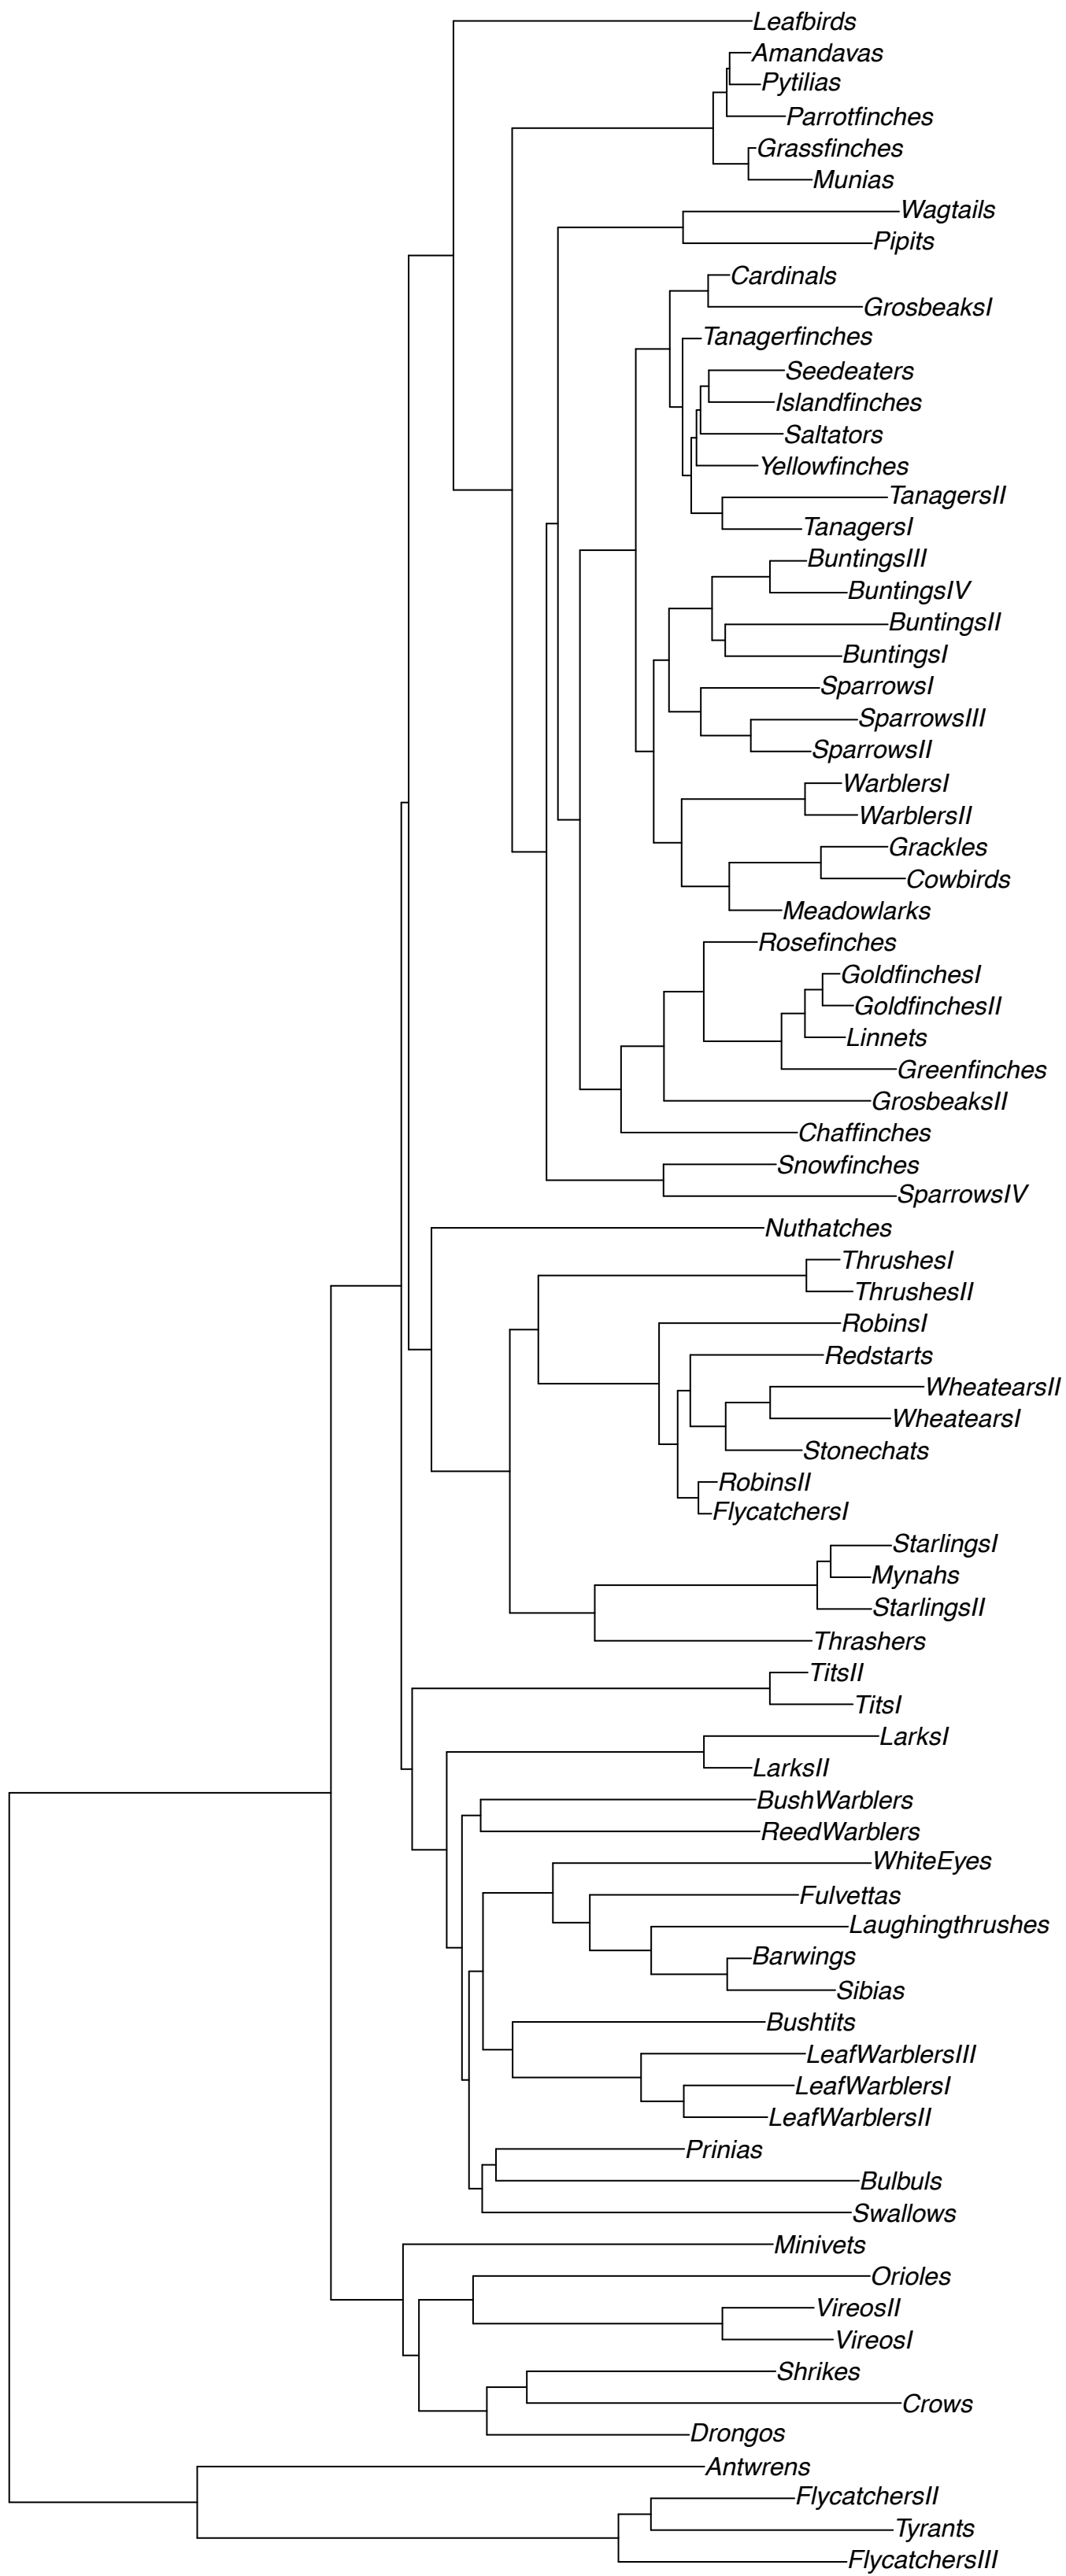 Leafbirds
Amandavas
Pytilias
Parrotfinches
Grassfinches
Munias
Wagtails
Pipits
Cardinals
GrosbeaksI
Tanagerfinches
Seedeaters
Islandfinches
Saltators
Yellowfinches
TanagersII
TanagersI
BuntingsIII
BuntingsIV
BuntingsII
BuntingsI
SparrowsI
SparrowsIII
SparrowsII
WarblersI
WarblersII
Grackles
Cowbirds
Meadowlarks
Rosefinches
GoldfinchesI
GoldfinchesII
Linnets
Greenfinches
GrosbeaksII
Chaffinches
Snowfinches
SparrowsIV
Nuthatches
ThrushesI
ThrushesII
RobinsI
Redstarts
WheatearsII
WheatearsI
Stonechats
RobinsII
FlycatchersI
StarlingsI
Mynahs
StarlingsII
Thrashers
TitsII
TitsI
LarksI
LarksII
BushWarblers
ReedWarblers
WhiteEyes
Fulvettas
Laughingthrushes
Barwings
Sibias
Bushtits
LeafWarblersIII
LeafWarblersI
LeafWarblersII
Prinias
Bulbuls
Swallows
Minivets
Orioles
VireosII
VireosI
Shrikes
Crows
Drongos
Antwrens
FlycatchersII
Tyrants
FlycatchersIII